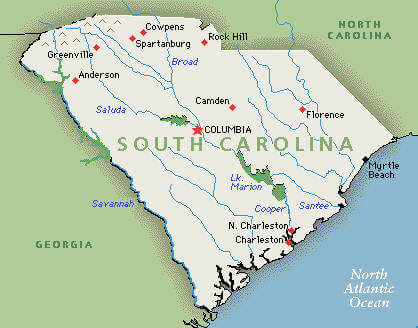 Cowpens
NORTH
CAROLINA
Spartanburg
Rock Hill
Greenville
Broad
Anderson
Saluda
Camden
Florence
COLUMBIA
SOUTH CAROLINA
Myrtle
Beach
Lk.
Marion
Savannah
Cooper
Santee
N. Charleston
Charleston
GEORGIA
North
Atlantic
Ocean